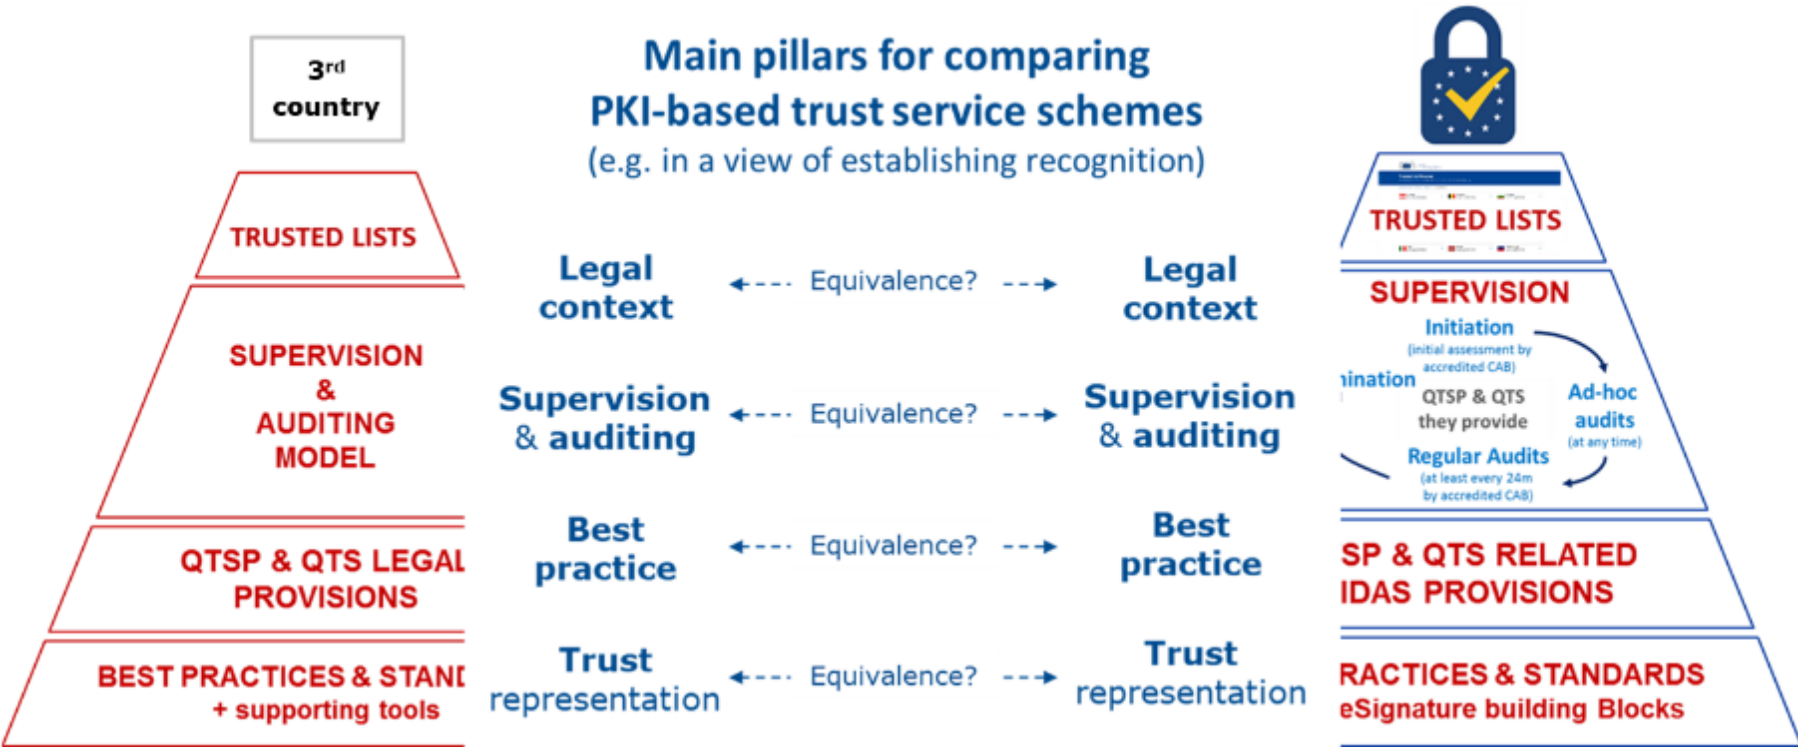 3rd
country
Main pillars for comparing
PKI-based trust service schemes
(e.g. in a view of establishing recognition)
TRUSTED LISTS
SUPERVISION
&
AUDITING
MODEL
QTSP & QTS LEGAL
PROVISIONS
BEST PRACTICES & STAND
+ supporting tools
Legal
context
Equivalence?
Legal
context
Supervision
& auditing
Equivalence?
Supervision
& auditing
Best
practice
Equivalence?
Best
practice
Trust
representation
Equivalence?
Trust
representation
TRUSTED LISTS
SUPERVISION
Initiation
(initial assessment by
accredited CAB)
ination
QTSP & QTS
they provide
Ad-hoc
audits
(at any time)
Regular Audits
(at least every 24m
by accredited CAB)
SP & QTS RELATED
IDAS PROVISIONS
RACTICES & STANDARDS
eSignature building Blocks